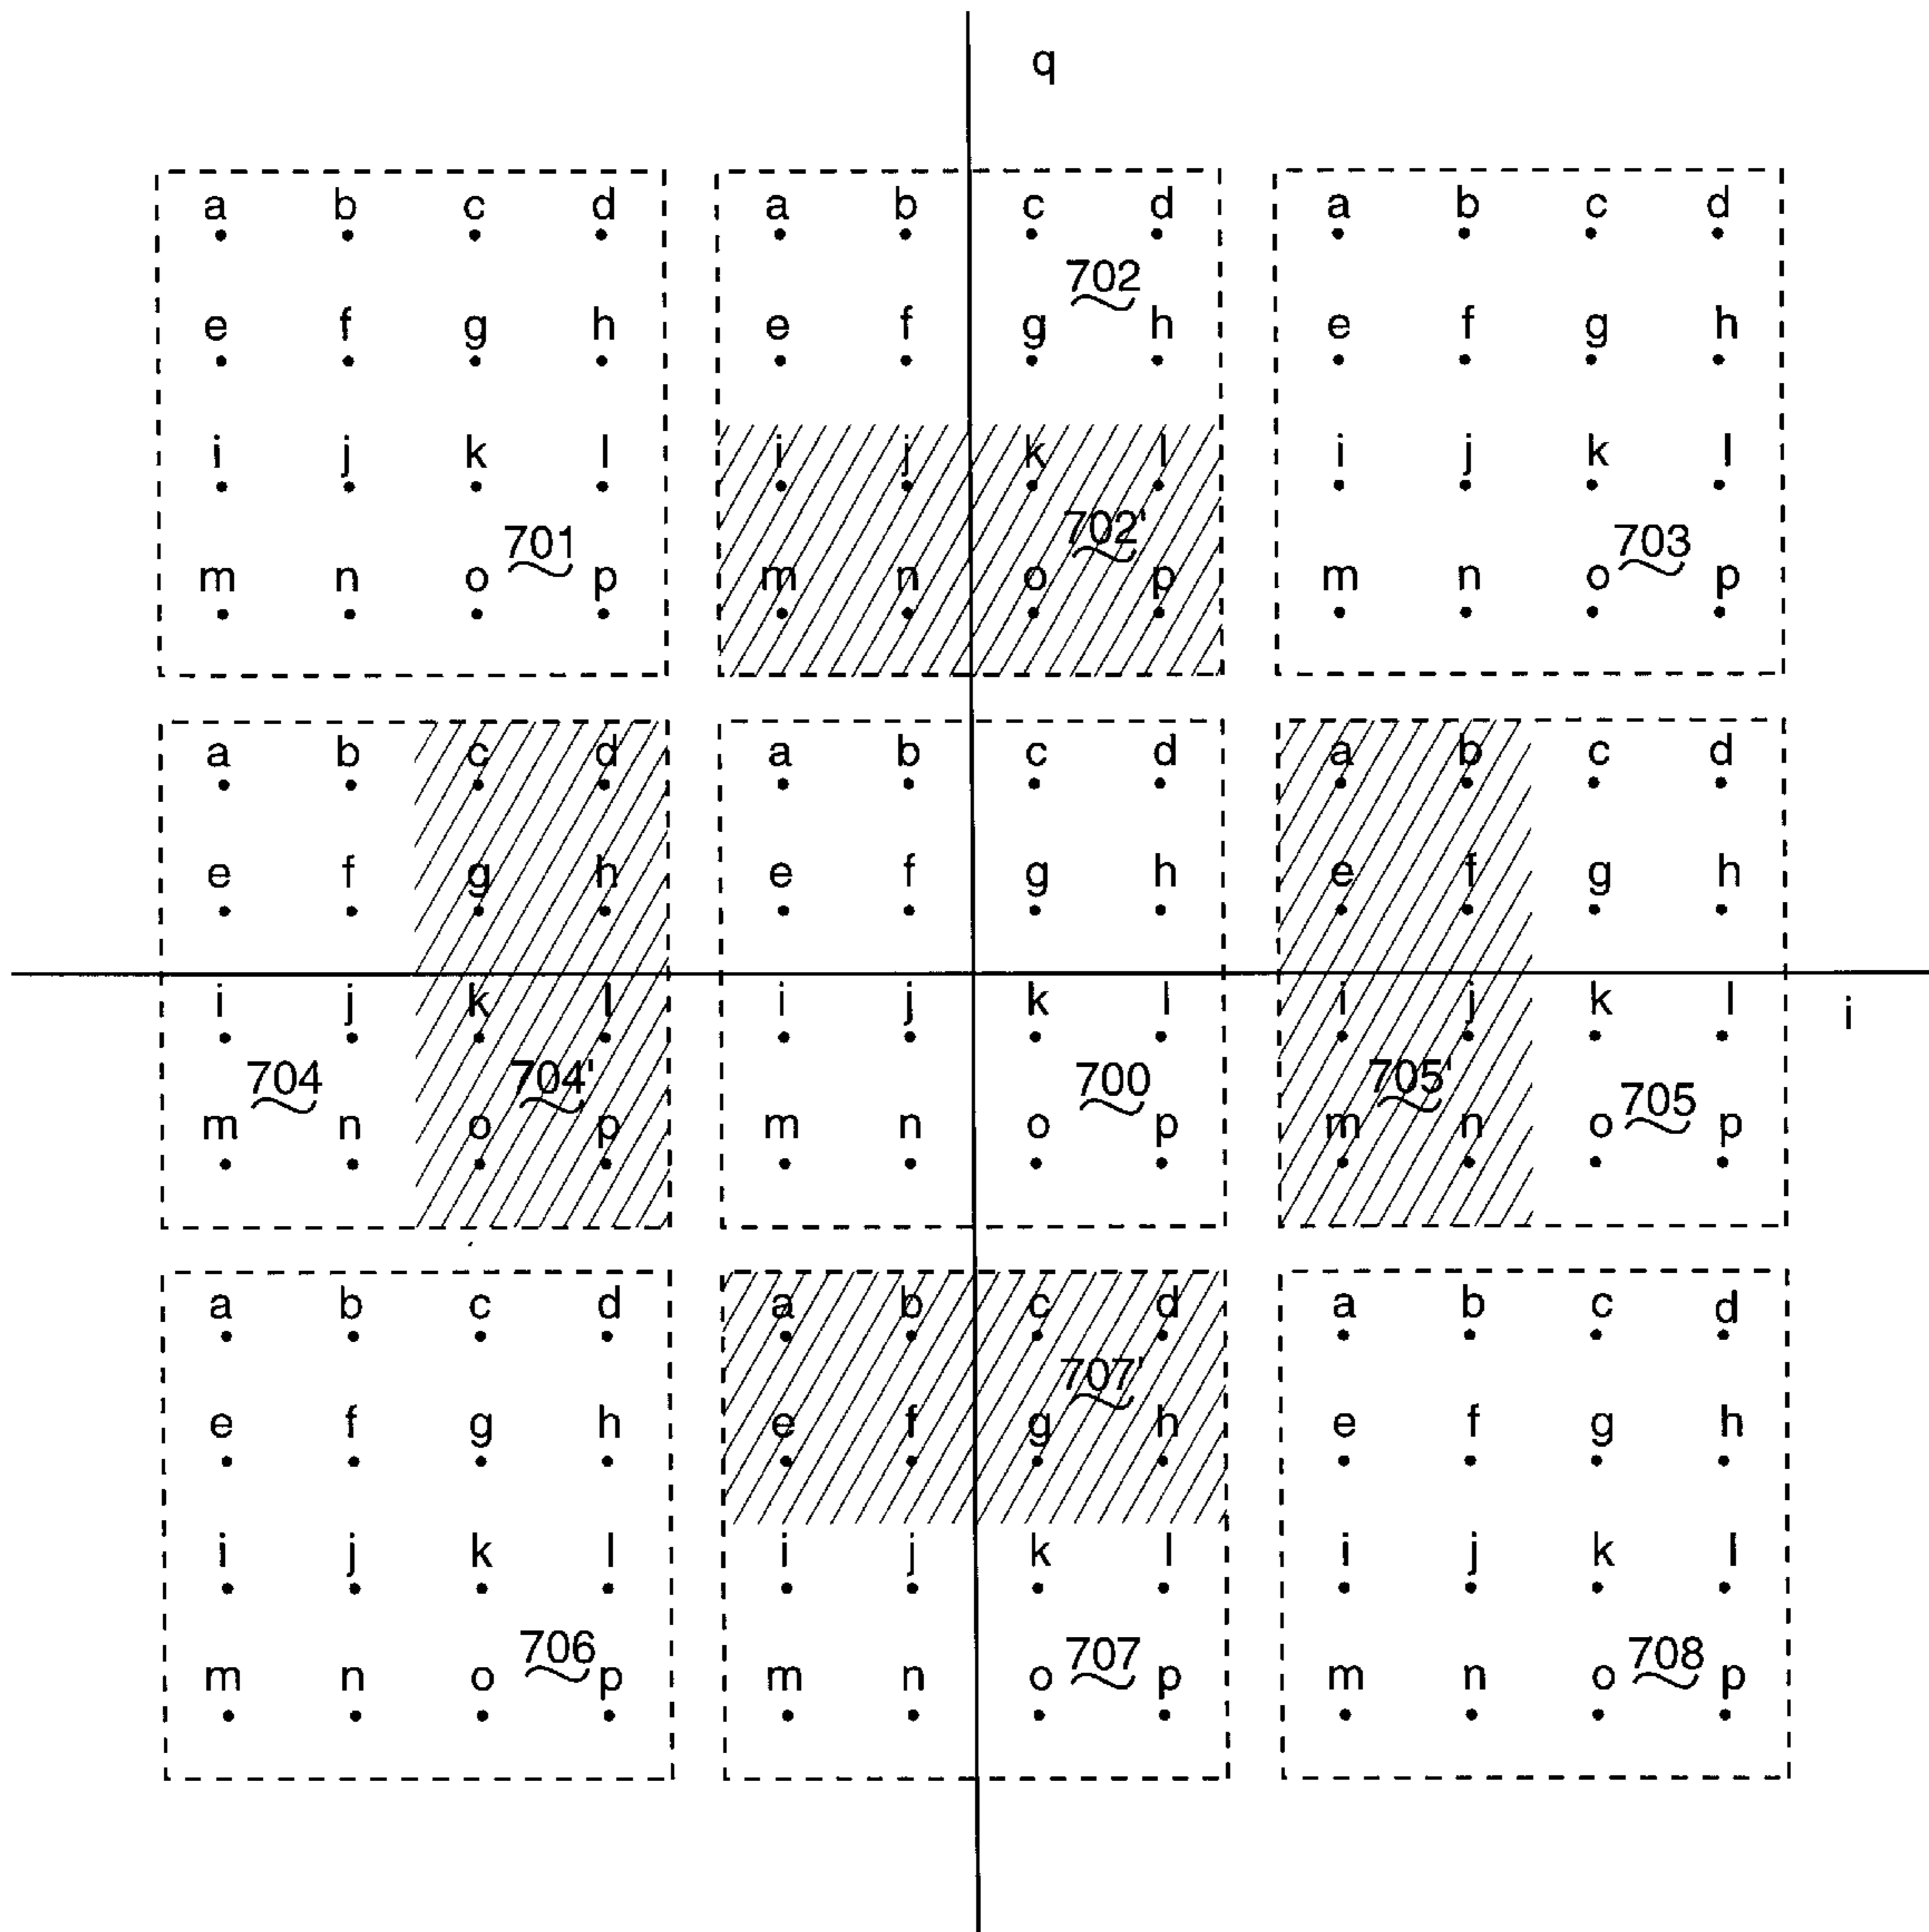 q
a b c d a b c d a b c d
702
e f g h e f g h e f g h
i j k l i j k l i j k l
701 702' 703
m n o p m n o p m n o p
a b c d a b c d a b c d
e f g h e f g h e f g h
i j k l i j k l i j k l
i
704 704' 700 705' 705
m n o p m n o p m n o p
a b c d a b c d a b c d
707'
e f g h e f g h e f g h
i j k l i j k l i j k l
706 707 708
m n o p m n o p m n o p